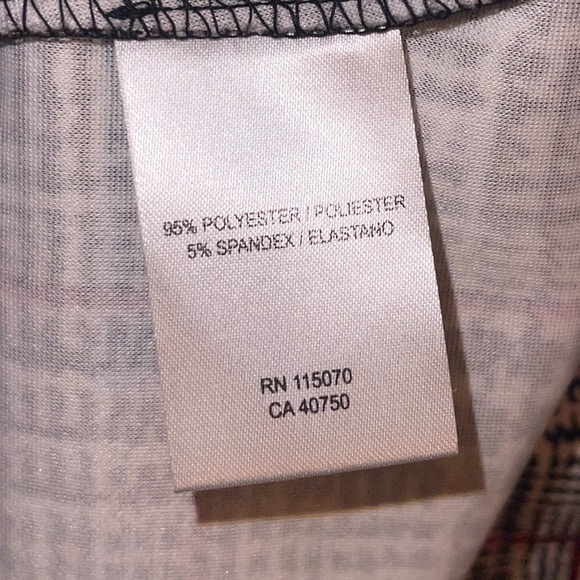 95% POLYESTER / POLIESTER
5% SPANDEX / ELASTANO
RN 115070
CA 40750